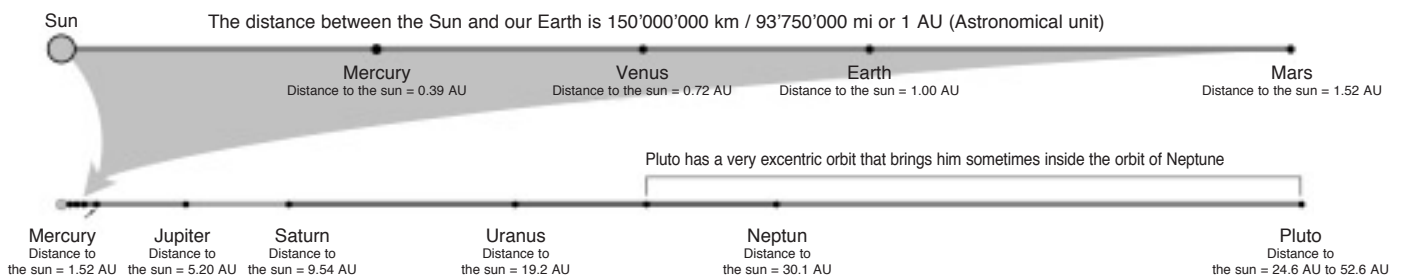 Sun
The distance between the Sun and our Earth is 150'000'000 km / 93'750'000 mi or 1 AU (Astronomical unit)
Mercury
Distance to the sun = 0.39 AU
Venus
Distance to the sun = 0.72 AU
Earth
Distance to the sun = 1.00 AU
Mars
Distance to the sun = 1.52 AU
Pluto has a very excentric orbit that brings him sometimes inside the orbit of Neptune
Mercury
Distance to
the sun = 1.52 AU
Jupiter
Distance to
the sun = 5.20 AU
Saturn
Distance to
the sun = 9.54 AU
Uranus
Distance to
the sun = 19.2 AU
Neptun
Distance to
the sun = 30.1 AU
Pluto
Distance to
the sun = 24.6 AU to 52.6 AU